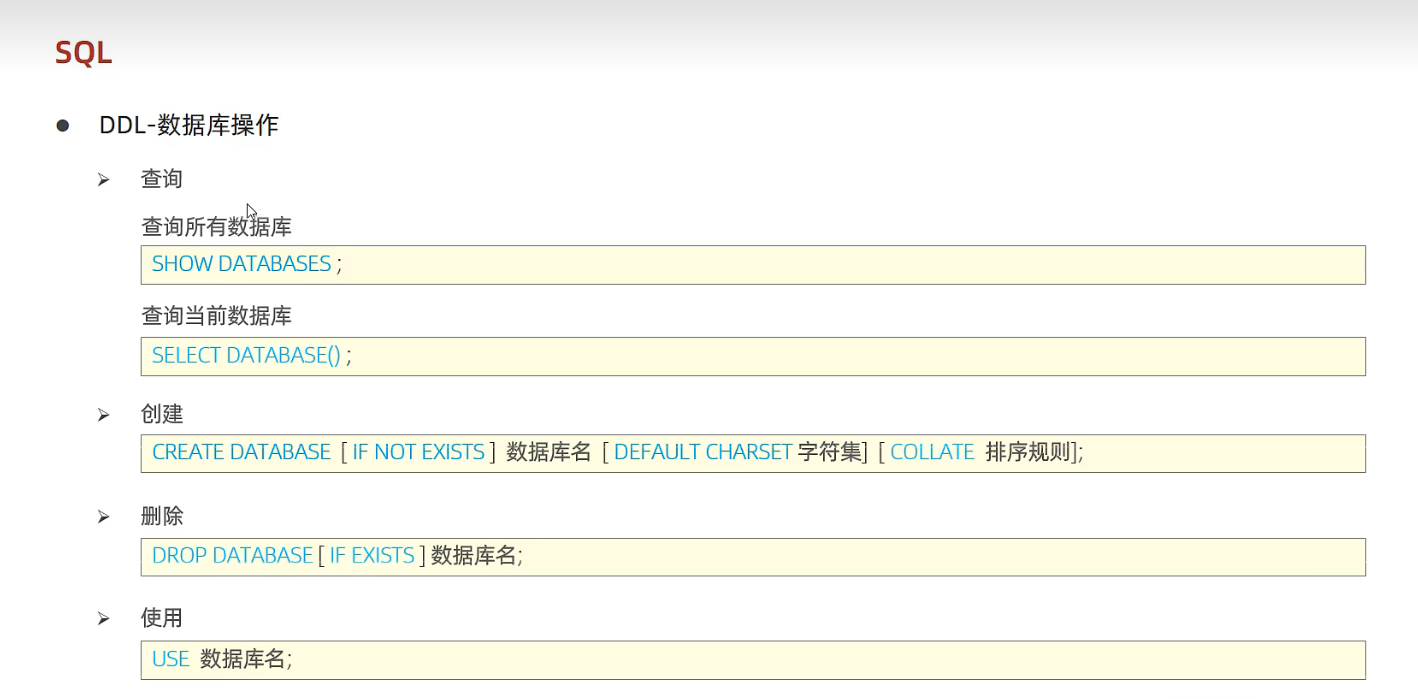 SQL
DDL-数据库操作
查询
查询所有数据库
SHOW DATABASES ;
查询当前数据库
SELECT DATABASE() ;
创建
CREATE DATABASE [ IF NOT EXISTS ] 数据库名 [ DEFAULT CHARSET 字符集] [ COLLATE 排序规则];
删除
DROP DATABASE [ IF EXISTS ] 数据库名;
使用
USE 数据库名;